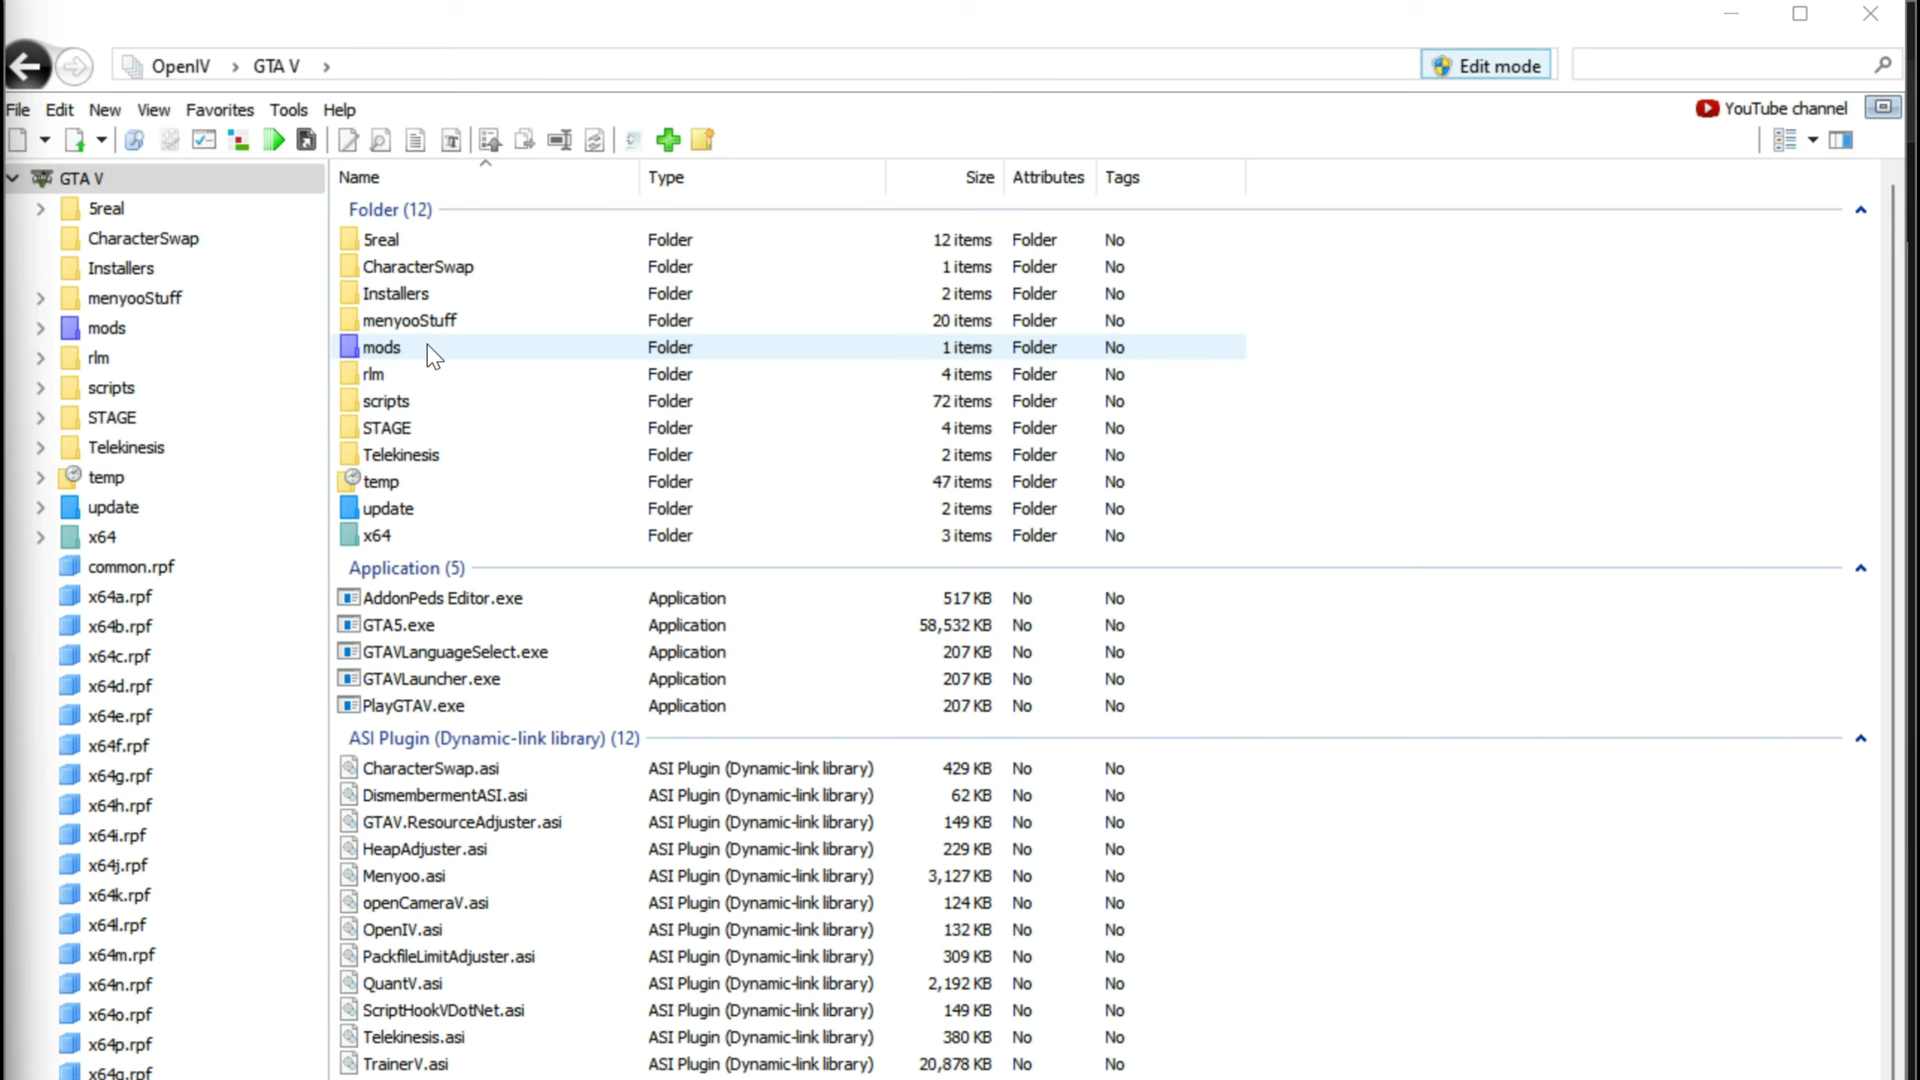 OpenIV > GTA V >
Edit mode
File Edit New View Favorites Tools Help
YouTube channel
GTA V
5real
CharacterSwap
Installers
menyooStuff
mods
rlm
scripts
STAGE
Telekinesis
temp
update
x64
common.rpf
x64a.rpf
x64b.rpf
x64c.rpf
x64d.rpf
x64e.rpf
x64f.rpf
x64g.rpf
x64h.rpf
x64i.rpf
x64j.rpf
x64k.rpf
x64l.rpf
x64m.rpf
x64n.rpf
x64o.rpf
x64p.rpf
x64q.rpf
Name Type Size Attributes Tags
Folder (12)
5real Folder 12 items Folder No
CharacterSwap Folder 1 items Folder No
Installers Folder 2 items Folder No
menyooStuff Folder 20 items Folder No
mods Folder 1 items Folder No
rlm Folder 4 items Folder No
scripts Folder 72 items Folder No
STAGE Folder 4 items Folder No
Telekinesis Folder 2 items Folder No
temp Folder 47 items Folder No
update Folder 2 items Folder No
x64 Folder 3 items Folder No
Application (5)
AddonPeds Editor.exe Application 517 KB No No
GTA5.exe Application 58,532 KB No No
GTAVLanguageSelect.exe Application 207 KB No No
GTAVLauncher.exe Application 207 KB No No
PlayGTAV.exe Application 207 KB No No
ASI Plugin (Dynamic-link library) (12)
CharacterSwap.asi ASI Plugin (Dynamic-link library) 429 KB No No
DismembermentASI.asi ASI Plugin (Dynamic-link library) 62 KB No No
GTAV.ResourceAdjuster.asi ASI Plugin (Dynamic-link library) 149 KB No No
HeapAdjuster.asi ASI Plugin (Dynamic-link library) 229 KB No No
Menyoo.asi ASI Plugin (Dynamic-link library) 3,127 KB No No
openCameraV.asi ASI Plugin (Dynamic-link library) 124 KB No No
OpenIV.asi ASI Plugin (Dynamic-link library) 132 KB No No
PackfileLimitAdjuster.asi ASI Plugin (Dynamic-link library) 309 KB No No
QuantV.asi ASI Plugin (Dynamic-link library) 2,192 KB No No
ScriptHookVDotNet.asi ASI Plugin (Dynamic-link library) 149 KB No No
Telekinesis.asi ASI Plugin (Dynamic-link library) 380 KB No No
TrainerV.asi ASI Plugin (Dynamic-link library) 20,878 KB No No